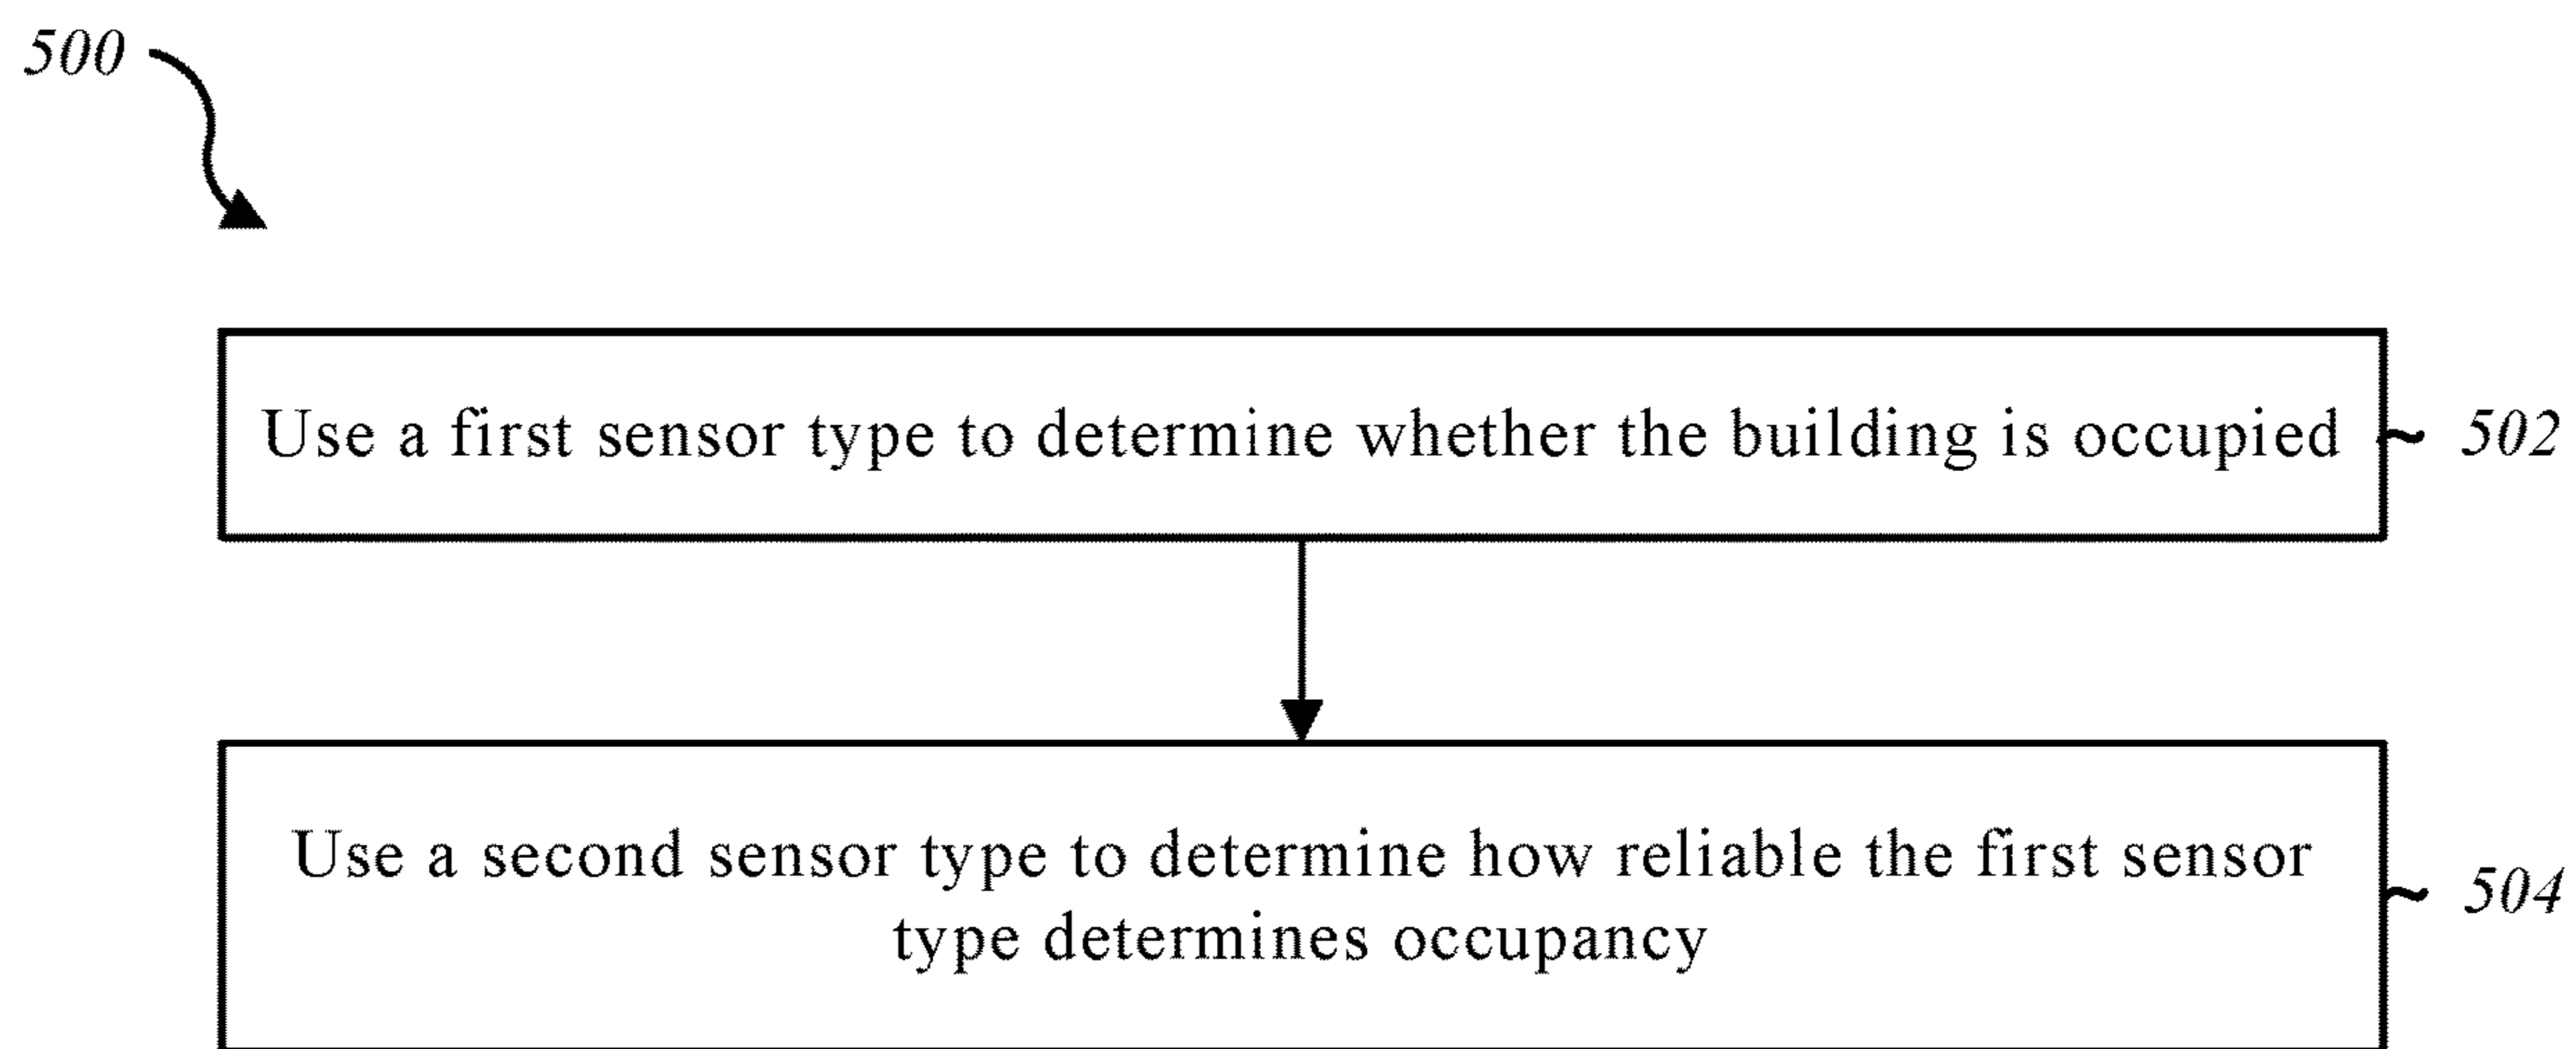 500
Use a first sensor type to determine whether the building is occupied
502
Use a second sensor type to determine how reliable the first sensor
type determines occupancy
504